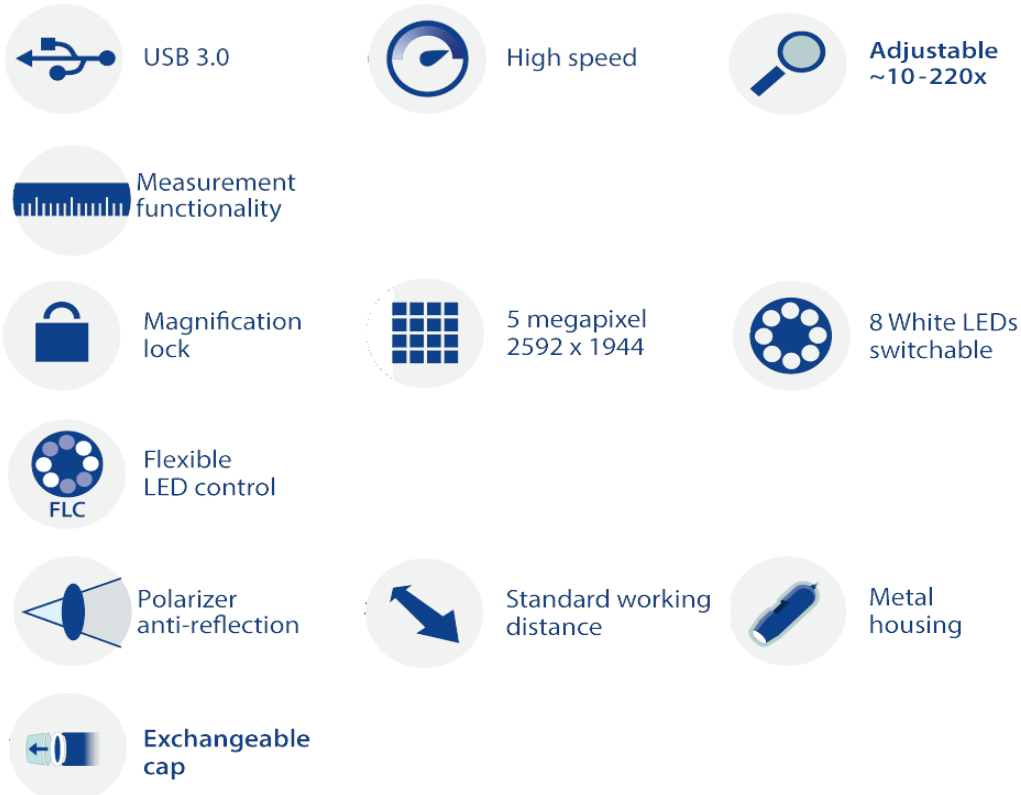 USB 3.0
High speed
Adjustable
~10-220x
Measurement
functionality
Magnification
lock
5 megapixel
2592 x 1944
8 White LEDs
switchable
FLC
Flexible
LED control
Polarizer
anti-reflection
Standard working
distance
Metal
housing
Exchangeable
cap